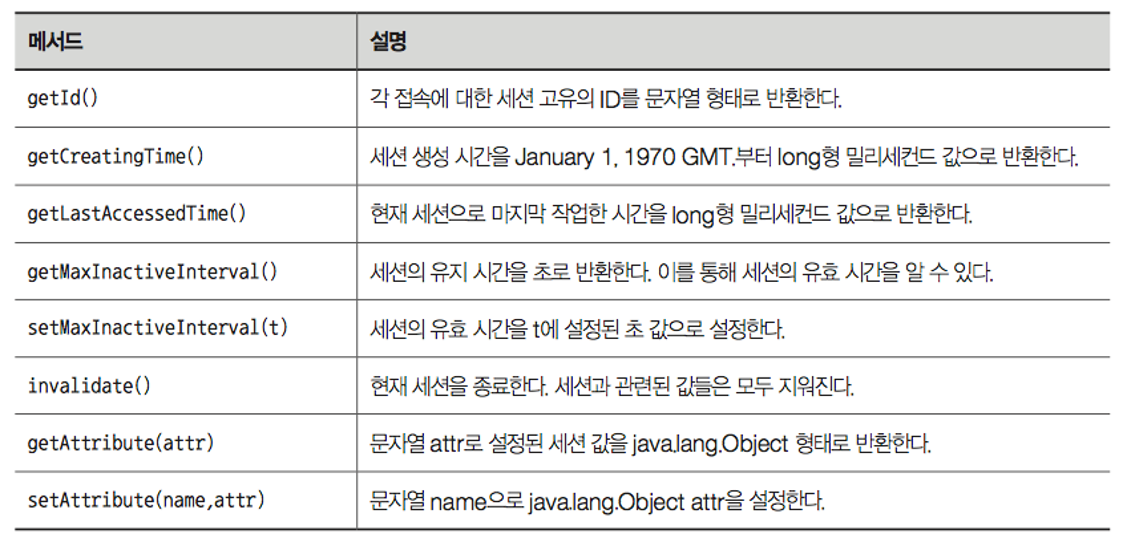 메서드 설명
getId() 각 접속에 대한 세션 고유의 ID를 문자열 형태로 반환한다.
getCreatingTime() 세션 생성 시간을 January 1, 1970 GMT.부터 long형 밀리세컨드 값으로 반환한다.
getLastAccessedTime() 현재 세션으로 마지막 작업한 시간을 long형 밀리세컨드 값으로 반환한다.
getMaxInactiveInterval() 세션의 유지 시간을 초로 반환한다. 이를 통해 세션의 유효 시간을 알 수 있다.
setMaxInactiveInterval(t) 세션의 유효 시간을 t에 설정된 초 값으로 설정한다.
invalidate() 현재 세션을 종료한다. 세션과 관련된 값들은 모두 지워진다.
getAttribute(attr) 문자열 attr로 설정된 세션 값을 java.lang.Object 형태로 반환한다.
setAttribute(name,attr) 문자열 name으로 java.lang.Object attr을 설정한다.